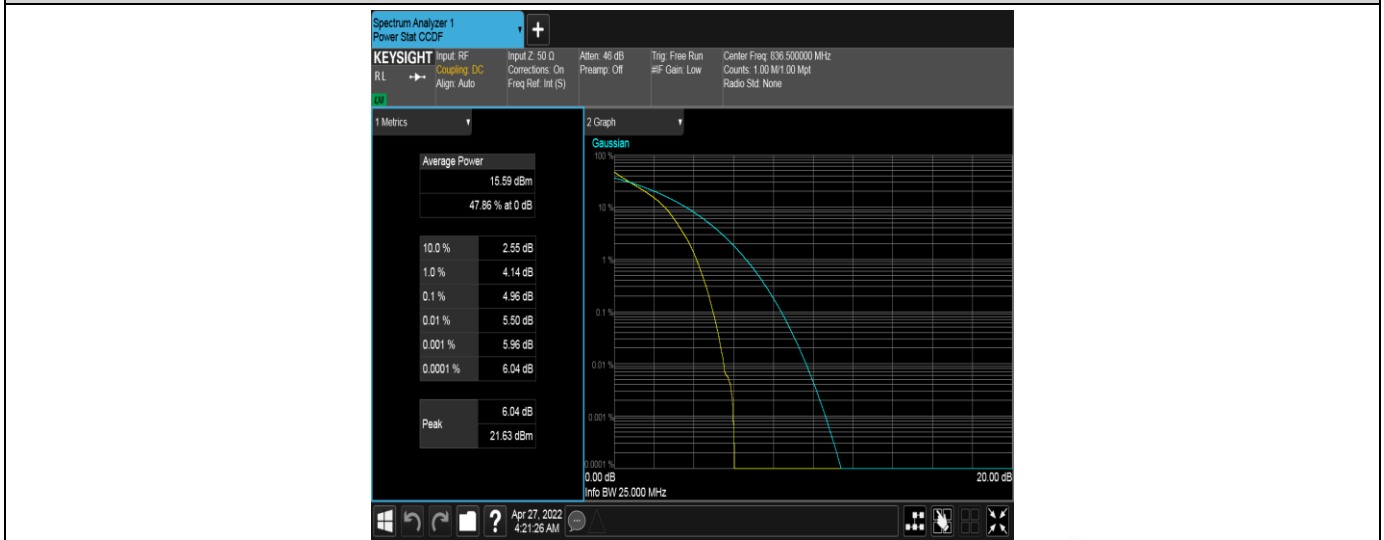 Spectrum Analyzer 1
Power Stat CCDF
+
KEYSIGHT
RL
LM
Input: RF
Coupling: DC
Align: Auto
Input Z: 50 Ω
Corrections: On
Freq Ref: Int (S)
Atten: 46 dB
Preamp: Off
Trig: Free Run
#IF Gain: Low
Center Freq: 836.500000 MHz
Counts: 1.00 M/1.00 Mpt
Radio Std: None
1 Metrics
Average Power
15.59 dBm
47.86 % at 0 dB
10.0 % 2.55 dB
1.0 % 4.14 dB
0.1 % 4.96 dB
0.01 % 5.50 dB
0.001 % 5.96 dB
0.0001 % 6.04 dB
Peak
6.04 dB
21.63 dBm
2 Graph
Gaussian
100 %
10 %
1 %
0.1 %
0.01 %
0.001 %
0.0001 %
0.00 dB 20.00 dB
Info BW 25.000 MHz
?
Apr 27, 2022
4:21:26 AM